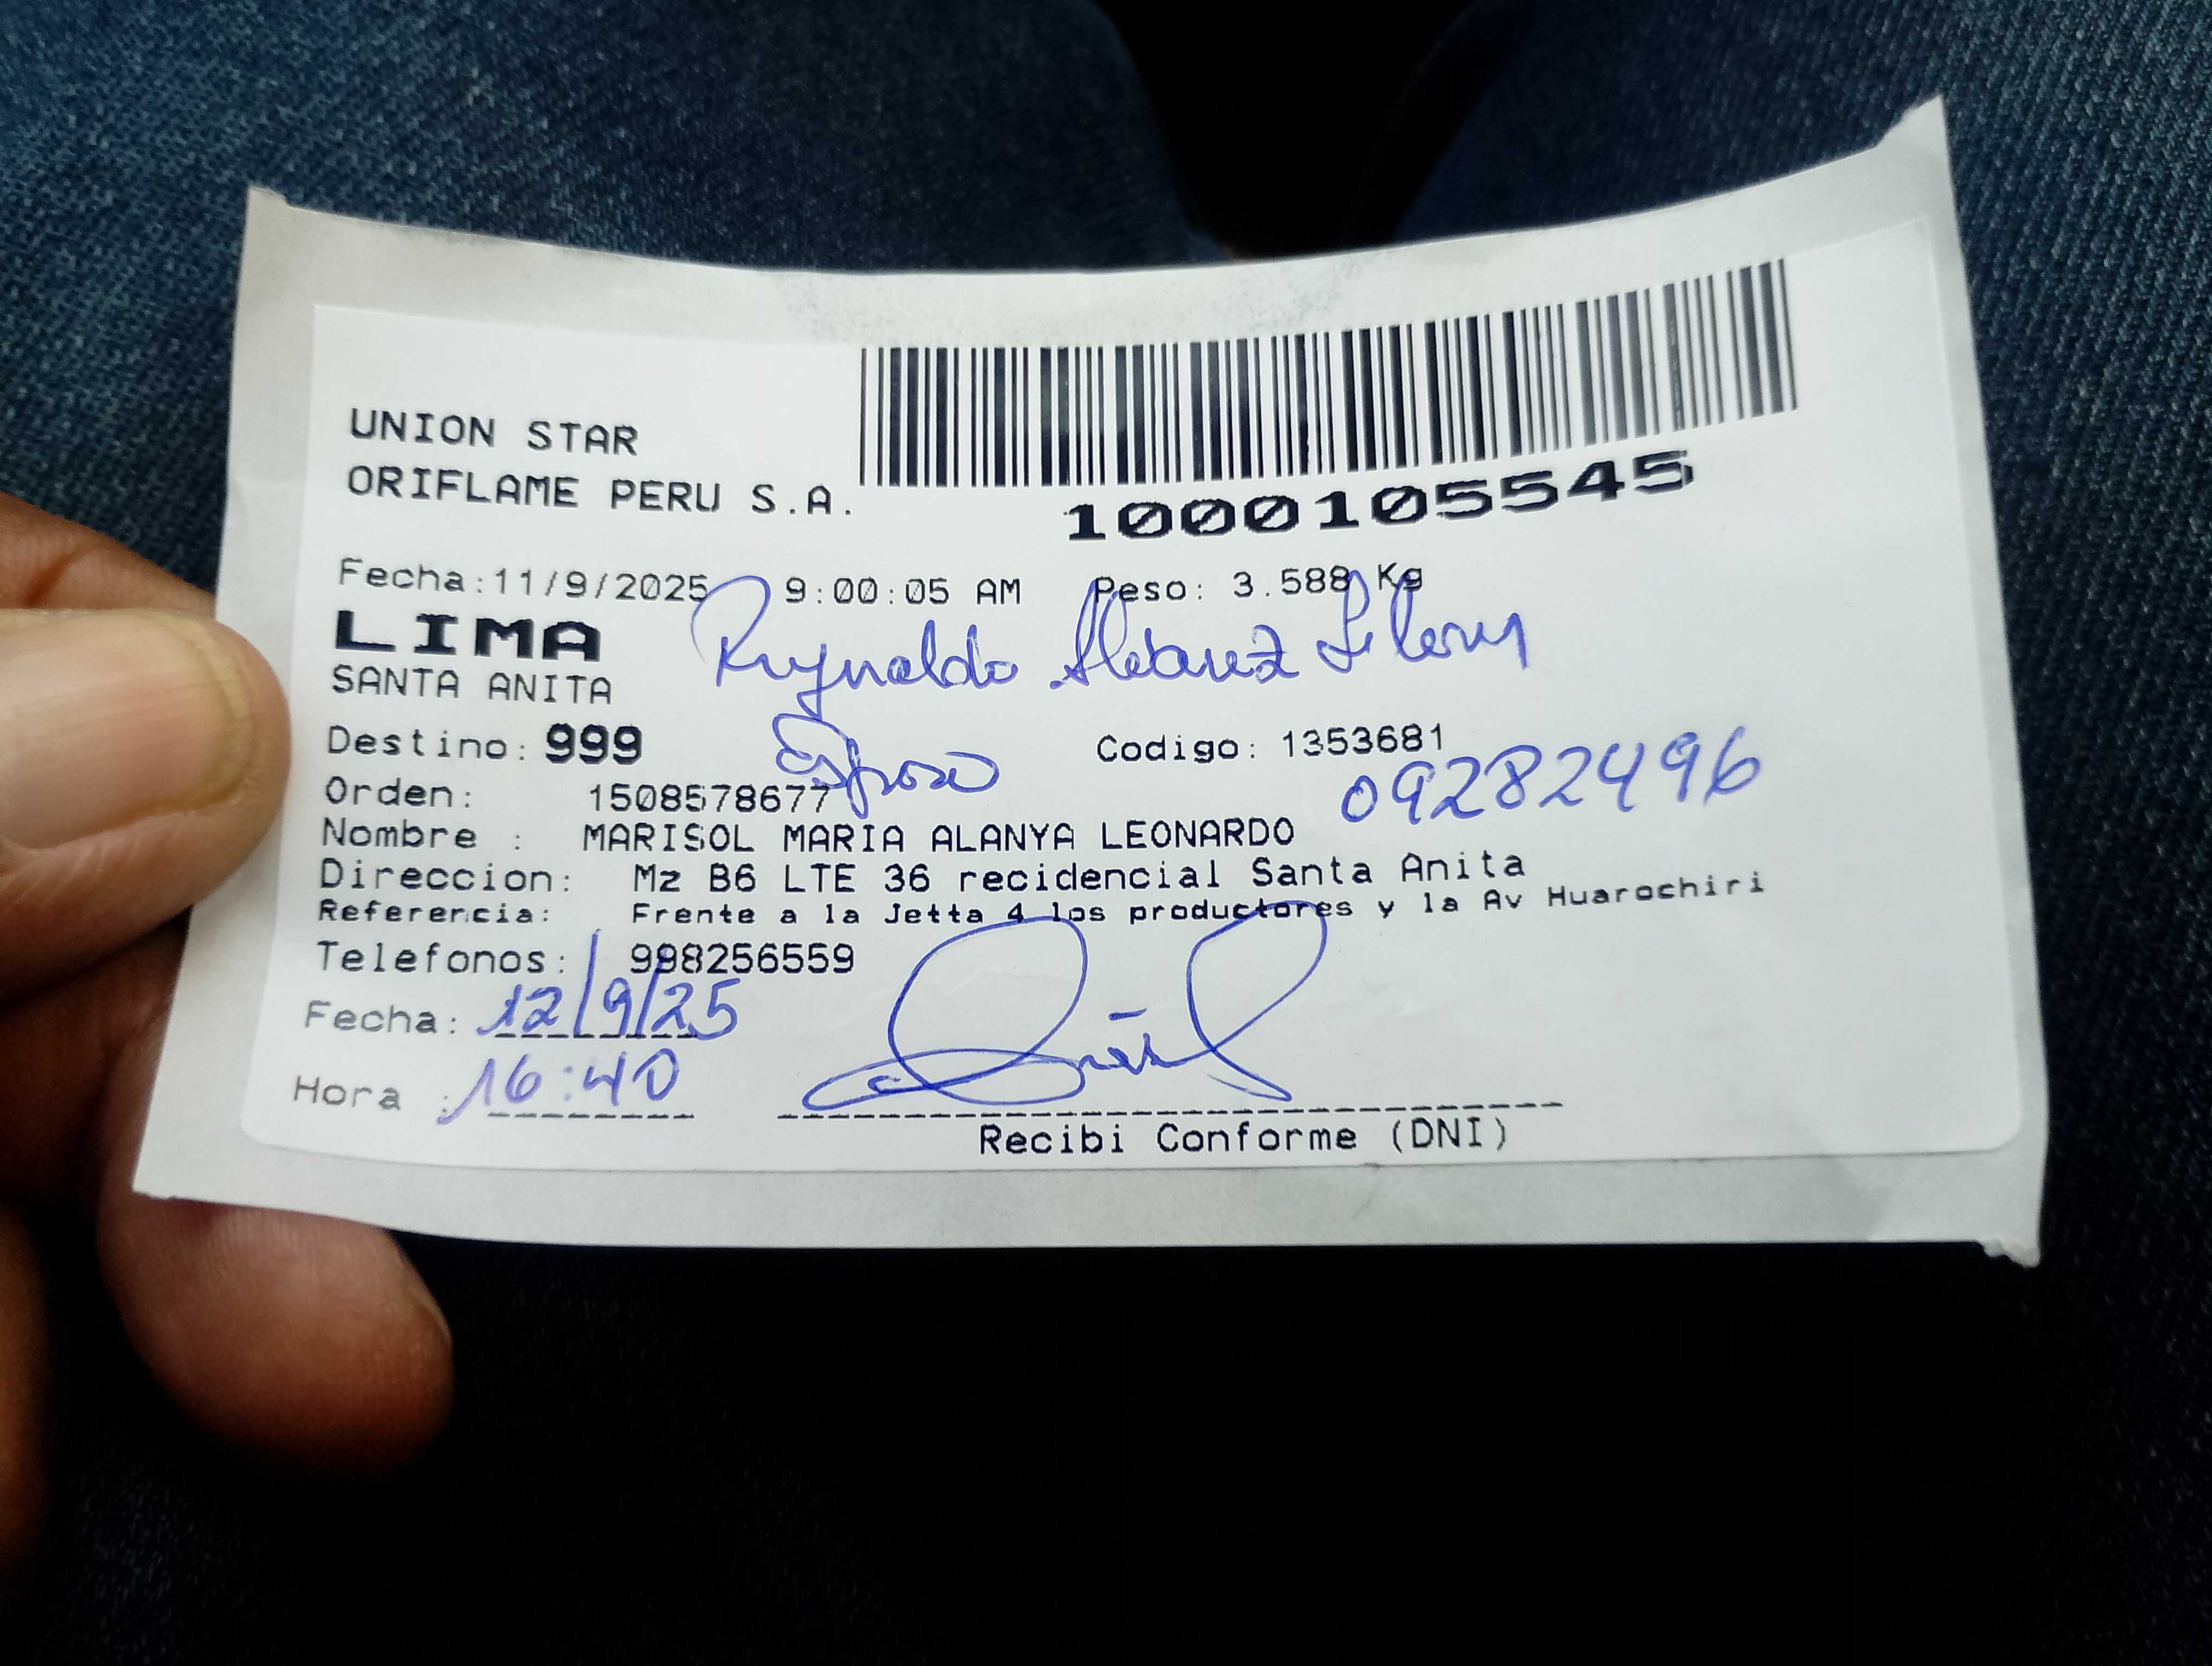 UNION STAR
ORIFLAME PERU S.A.
1000105545
Fecha:11/9/2025 9:00:05 AM Peso: 3.588 Kg
LIMA
SANTA ANITA
Reynaldo
Destino: 999 Esposo Codigo: 1353681
09282496
Orden: 1508578677
Nombre : MARISOL MARIA ALANYA LEONARDO
Direccion: Mz B6 LTE 36 recidencial Santa Anita
Referencia: Frente a la Jetta 4 los productores y la Av Huarochiri
Telefonos: 998256559
Fecha: 12/9/25
Hora : 16:40
Recibi Conforme (DNI)